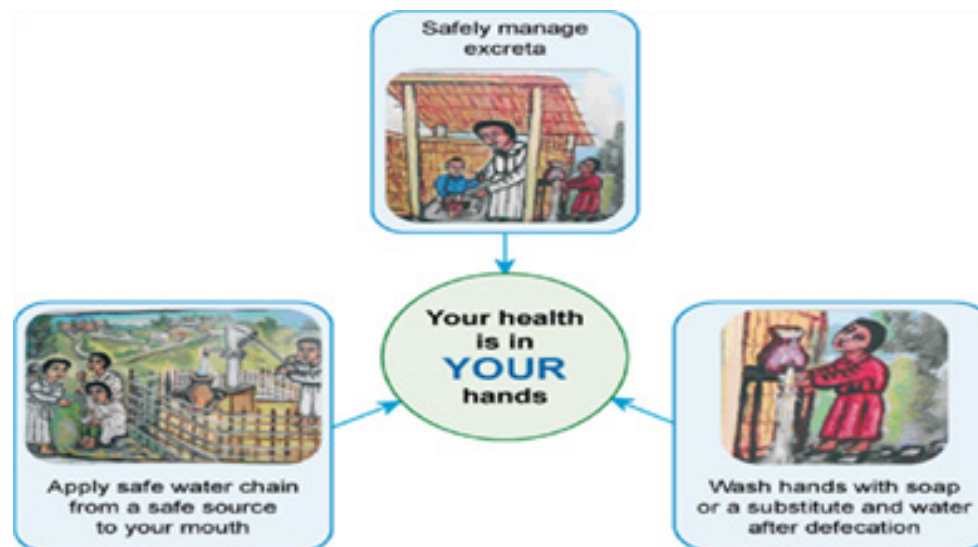 Safely manage
excreta
Your health
is in
YOUR
hands
Apply safe water chain
from a safe source
to your mouth
Wash hands with soap
or a substitute and water
after defecation